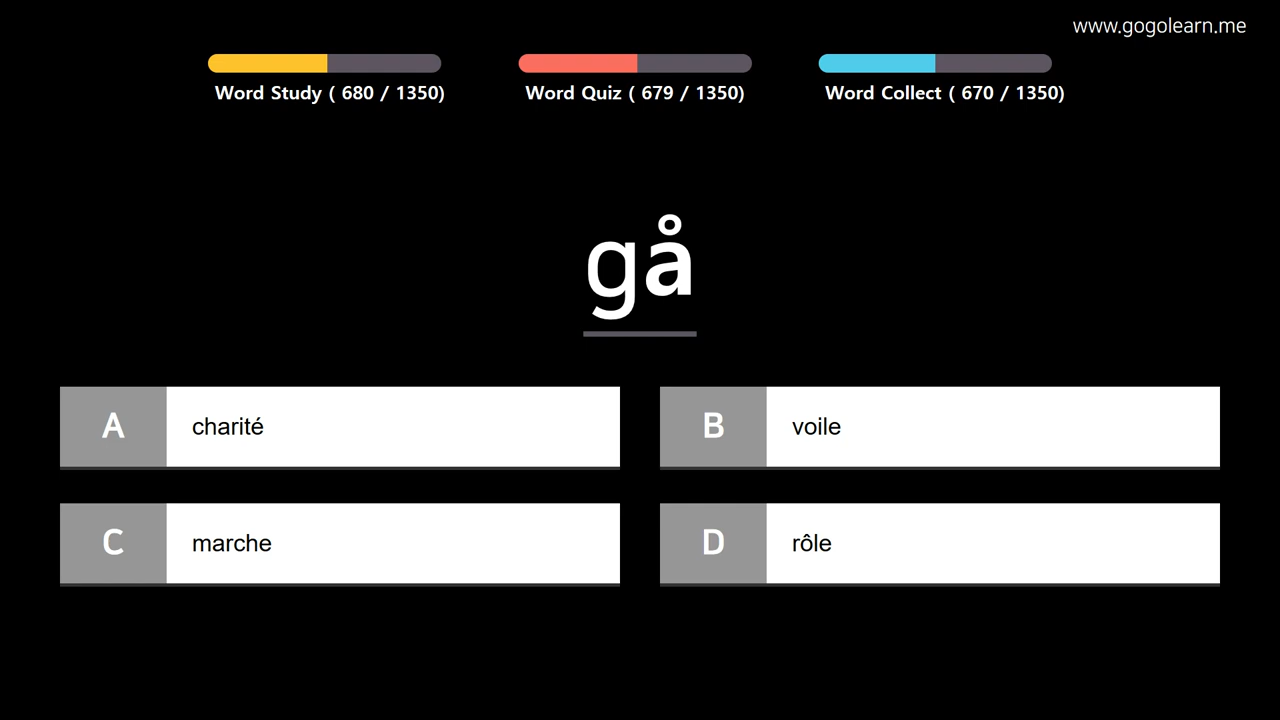 www.gogolearn.me
Word Study ( 680 / 1350)
Word Quiz ( 679 / 1350)
Word Collect ( 670 / 1350)
gå
A charité
B voile
C marche
D rôle